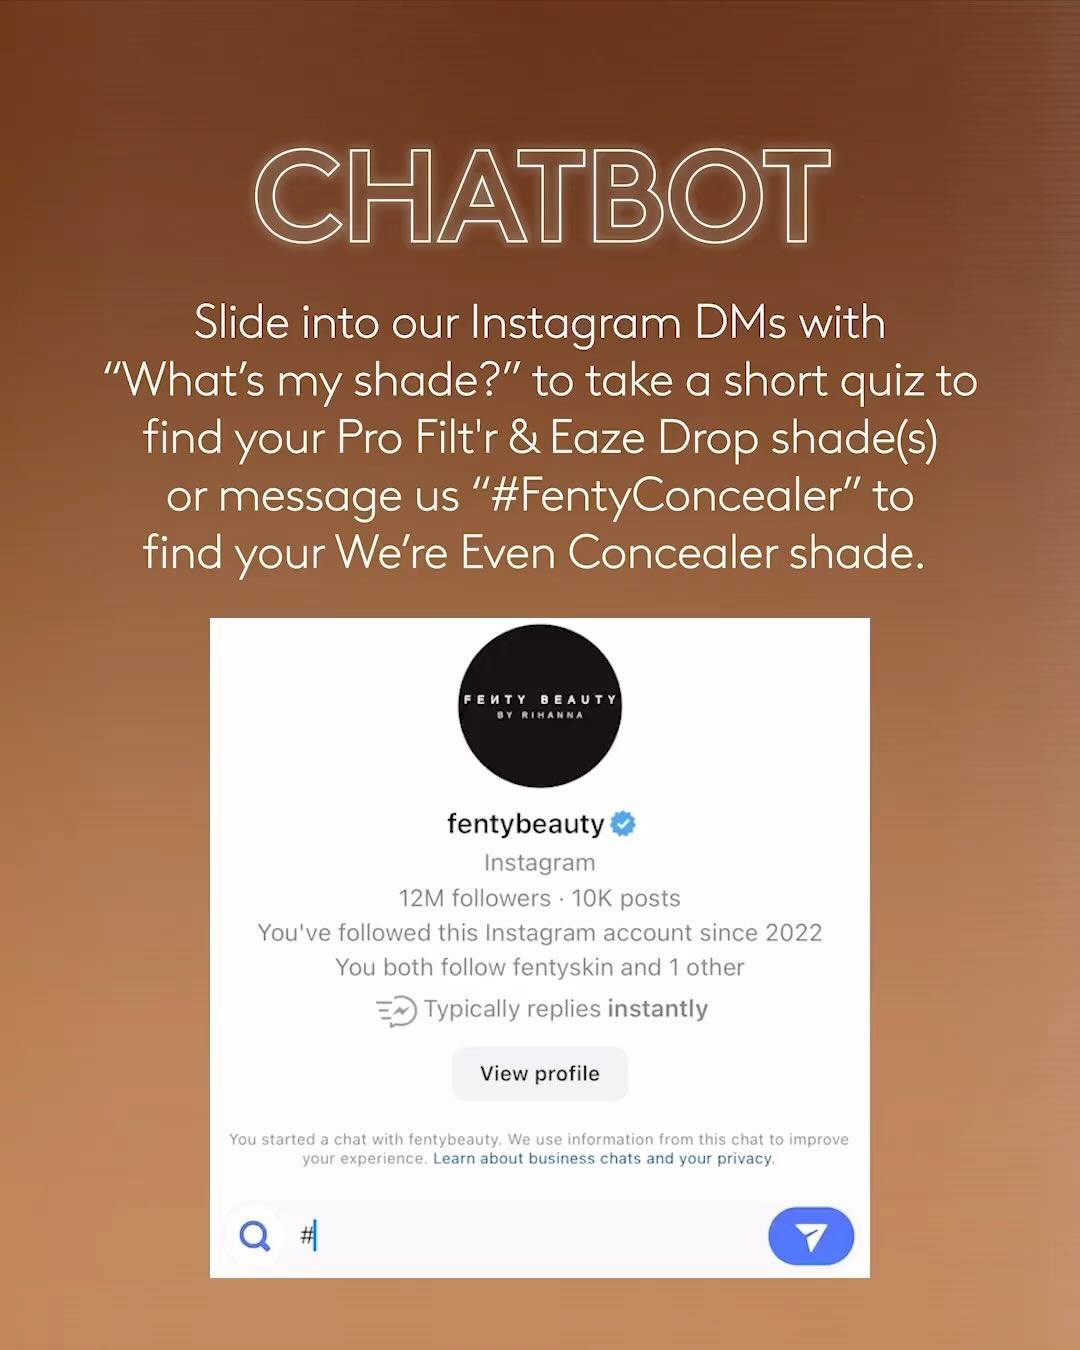 CHATBOT
Slide into our Instagram DMs with
“What’s my shade?” to take a short quiz to
find your Pro Filt'r & Eaze Drop shade(s)
or message us “#FentyConcealer” to
find your We’re Even Concealer shade.
FEИTY BEAUTY
BY RIHANNA
fentybeauty
Instagram
12M followers · 10K posts
You've followed this Instagram account since 2022
You both follow fentyskin and 1 other
Typically replies instantly
View profile
You started a chat with fentybeauty. We use information from this chat to improve
your experience. Learn about business chats and your privacy.
#